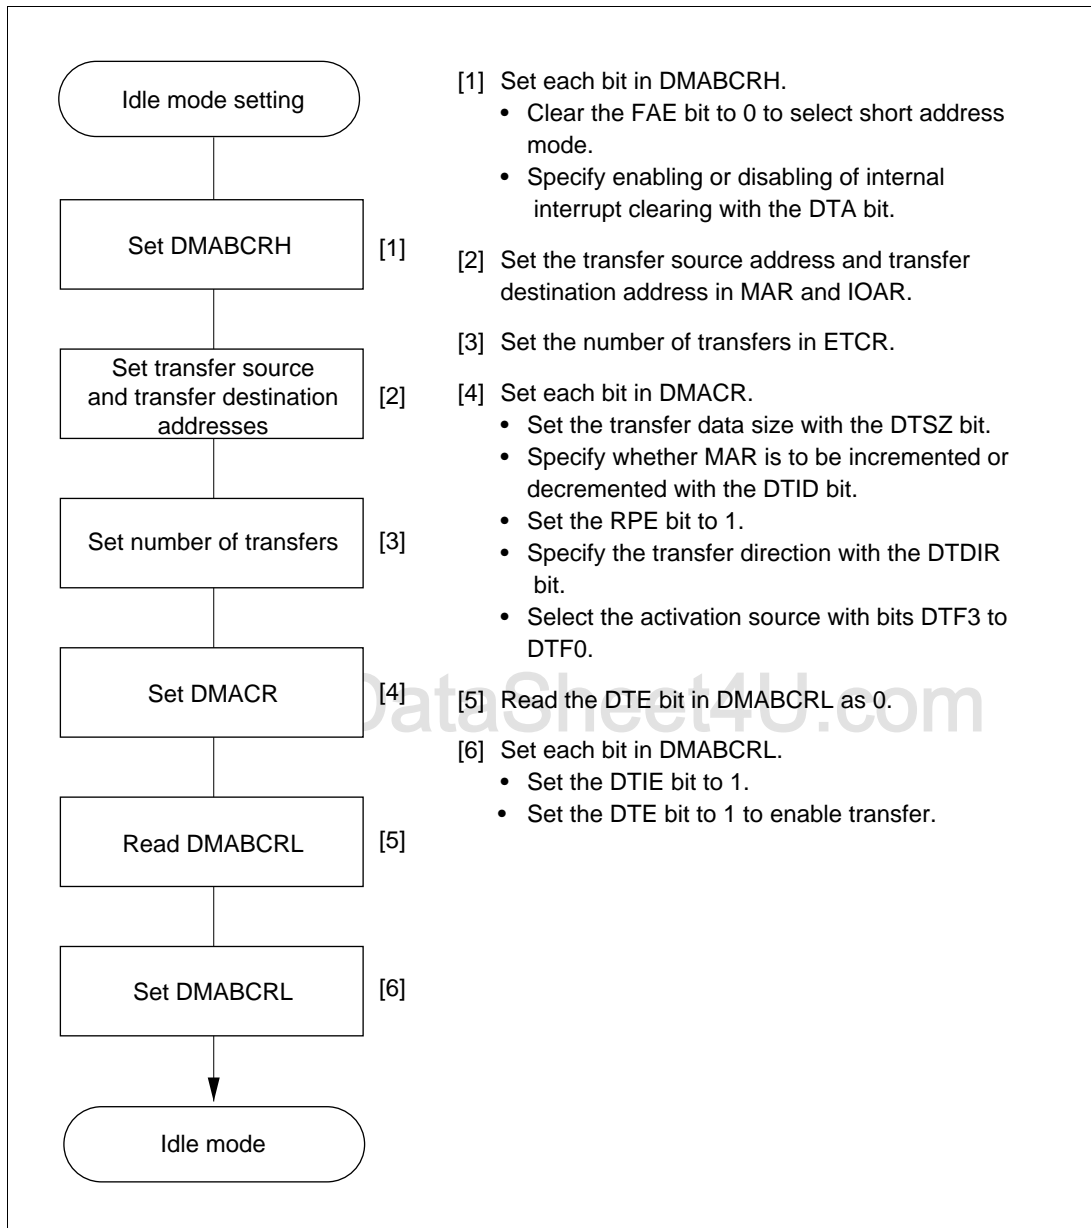 Idle mode setting
Set DMABCRH
[1]
Set transfer source
and transfer destination
addresses
[2]
Set number of transfers
[3]
Set DMACR
[4]
Read DMABCRL
[5]
Set DMABCRL
[6]
Idle mode
[1] Set each bit in DMABCRH.
• Clear the FAE bit to 0 to select short address
mode.
• Specify enabling or disabling of internal
interrupt clearing with the DTA bit.
[2] Set the transfer source address and transfer
destination address in MAR and IOAR.
[3] Set the number of transfers in ETCR.
[4] Set each bit in DMACR.
• Set the transfer data size with the DTSZ bit.
• Specify whether MAR is to be incremented or
decremented with the DTID bit.
• Set the RPE bit to 1.
• Specify the transfer direction with the DTDIR
bit.
• Select the activation source with bits DTF3 to
DTF0.
[5] Read the DTE bit in DMABCRL as 0.
[6] Set each bit in DMABCRL.
• Set the DTIE bit to 1.
• Set the DTE bit to 1 to enable transfer.
DataSheet4U.com